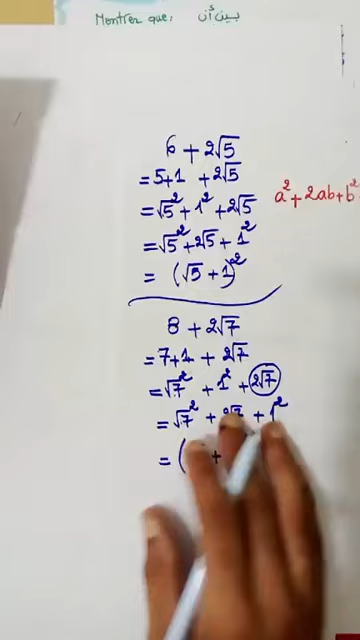 Montrer que: بين أن
6 + 2√5
= 5+1 + 2√5
= √5² + 1² + 2√5
a² + 2ab + b²
= √5² + 2√5 + 1²
= (√5 + 1)²
8 + 2√7
= 7+1 + 2√7
= √7² + 1² + 2√7
= √7² + 2√7 + 1²
= ( +